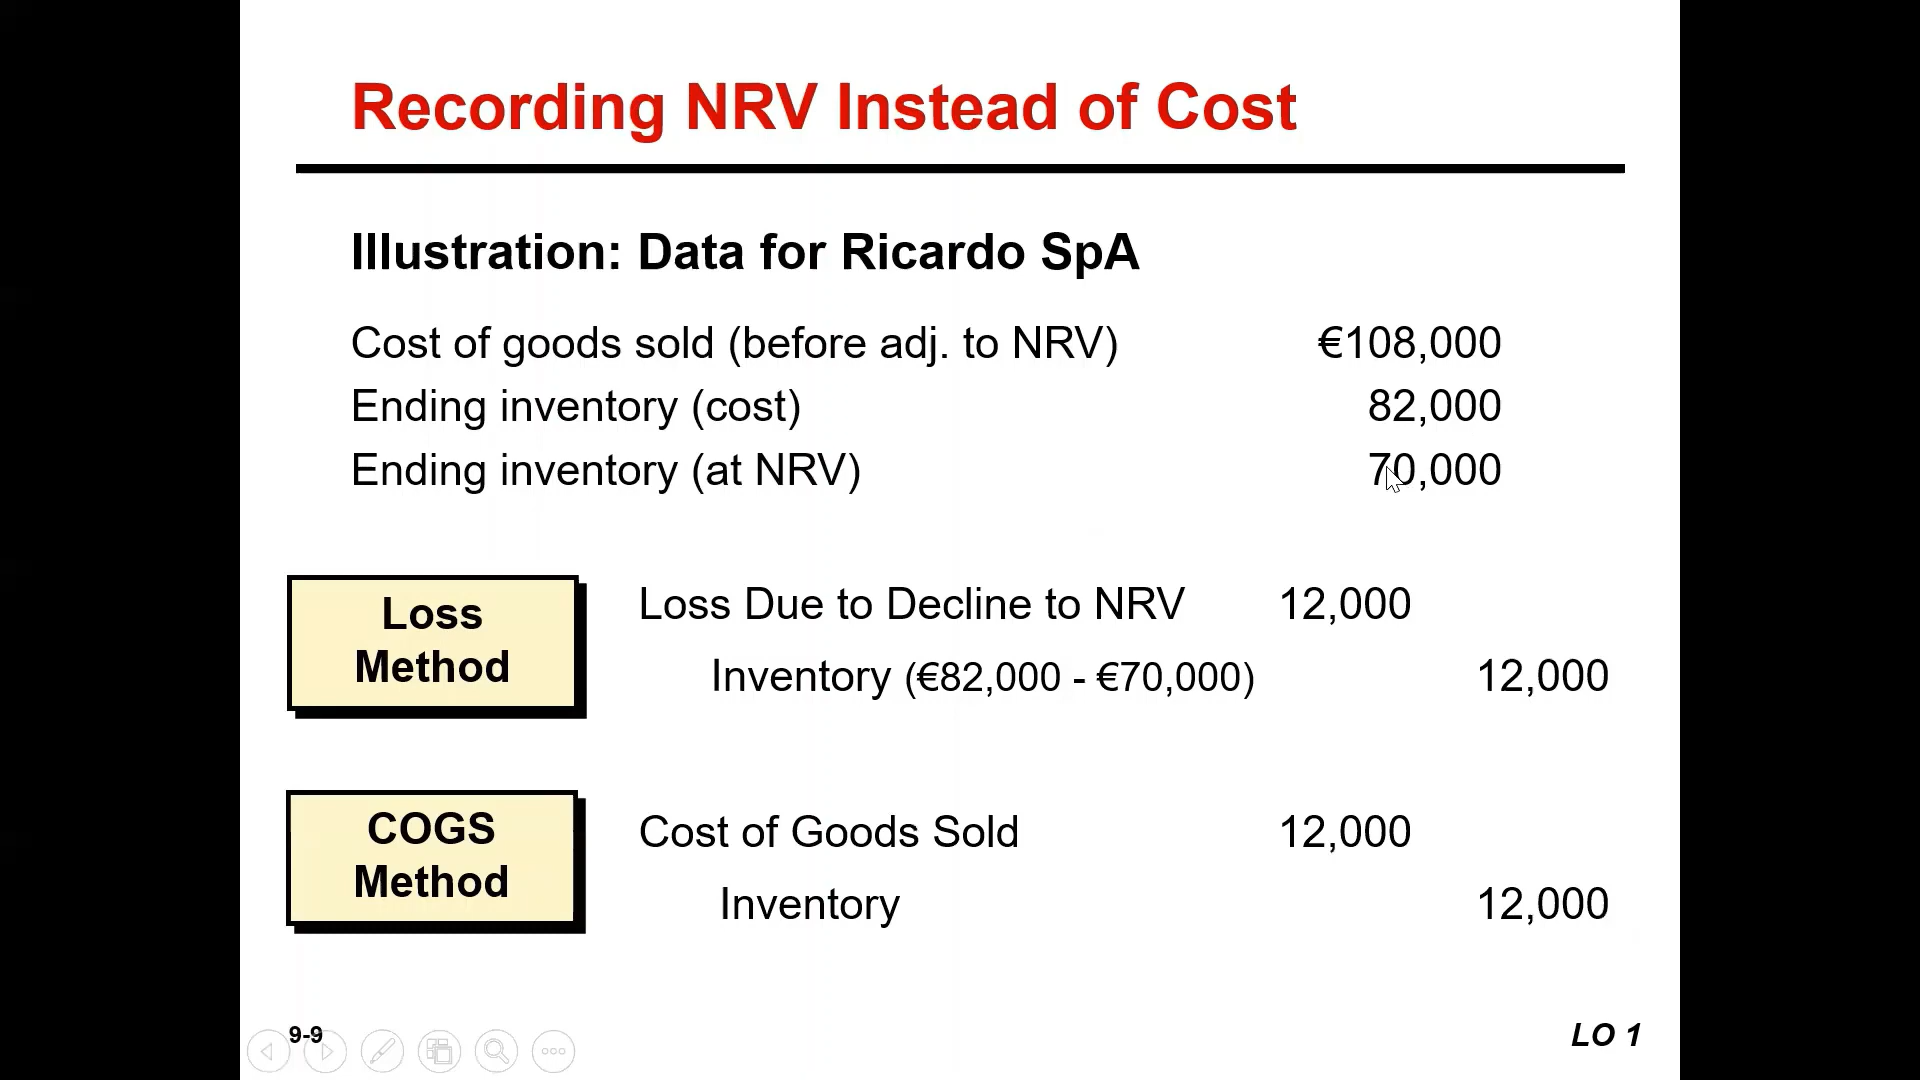 Recording NRV Instead of Cost
Illustration: Data for Ricardo SpA
Cost of goods sold (before adj. to NRV) €108,000
Ending inventory (cost) 82,000
Ending inventory (at NRV) 70,000
Loss
Method
Loss Due to Decline to NRV 12,000
Inventory (€82,000 - €70,000) 12,000
COGS
Method
Cost of Goods Sold 12,000
Inventory 12,000
9-9
LO 1